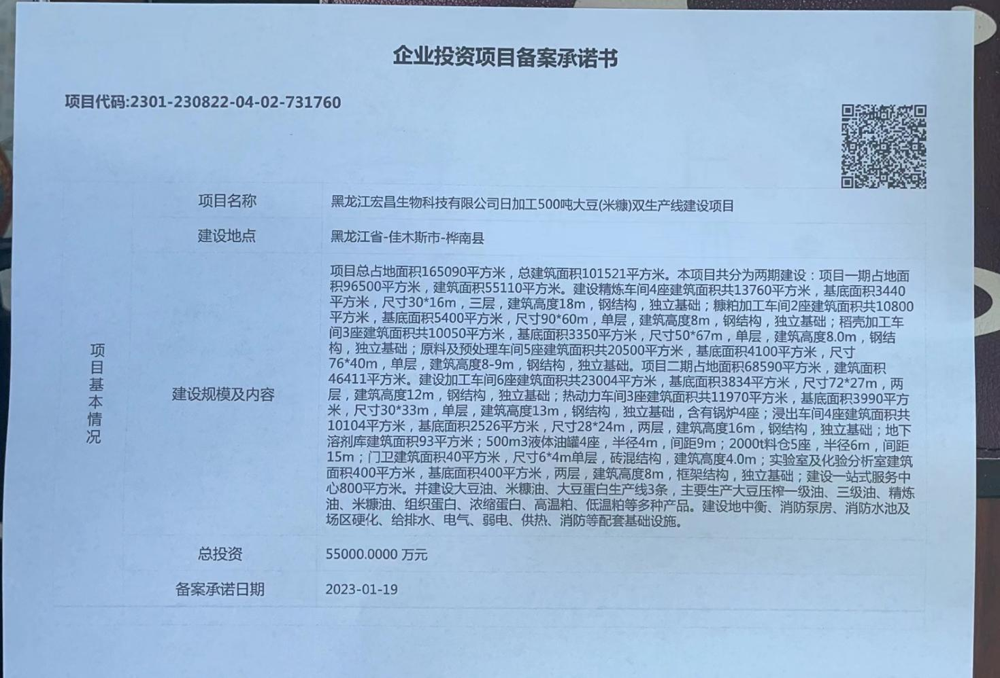 企业投资项目备案承诺书
项目代码:2301-230822-04-02-731760
项目基本情况
项目名称
黑龙江宏昌生物科技有限公司日加工500吨大豆(米糠)双生产线建设项目
建设地点
黑龙江省-佳木斯市-桦南县
建设规模及内容
项目总占地面积165090平方米，总建筑面积101521平方米。本项目共分为两期建设：项目一期占地面
积96500平方米，建筑面积55110平方米。建设精炼车间4座建筑面积共13760平方米，基底面积3440
平方米，尺寸30*16m，三层，建筑高度18m，钢结构，独立基础；糠粕加工车间2座建筑面积共10800
平方米，基底面积5400平方米，尺寸90*60m，单层，建筑高度8m，钢结构，独立基础；稻壳加工车
间3座建筑面积共10050平方米，基底面积3350平方米，尺寸50*67m，单层，建筑高度8.0m，钢结
构，独立基础；原料及预处理车间5座建筑面积共20500平方米，基底面积4100平方米，尺寸
76*40m，单层，建筑高度8-9m，钢结构，独立基础。项目二期占地面积68590平方米，建筑面积
46411平方米。建设加工车间6座建筑面积共23004平方米，基底面积3834平方米，尺寸72*27m，两
层，建筑高度12m，钢结构，独立基础；热动力车间3座建筑面积共11970平方米，基底面积3990平方
米，尺寸30*33m，单层，建筑高度13m，钢结构，独立基础，含有锅炉4座；浸出车间4座建筑面积共
10104平方米，基底面积2526平方米，尺寸28*24m，两层，建筑高度16m，钢结构，独立基础；地下
溶剂库建筑面积93平方米；500m3液体油罐4座，半径4m，间距9m；2000t料仓5座，半径6m，间距
15m；门卫建筑面积40平方米，尺寸6*4m单层，砖混结构，建筑高度4.0m；实验室及化验分析室建筑
面积400平方米，基底面积400平方米，两层，建筑高度8m，框架结构，独立基础；建设一站式服务中
心800平方米。并建设大豆油、米糠油、大豆蛋白生产线3条，主要生产大豆压榨一级油、三级油、精炼
油、米糠油、组织蛋白、浓缩蛋白、高温粕、低温粕等多种产品。建设地中衡、消防泵房、消防水池及
场区硬化、给排水、电气、弱电、供热、消防等配套基础设施。
总投资
55000.0000 万元
备案承诺日期
2023-01-19